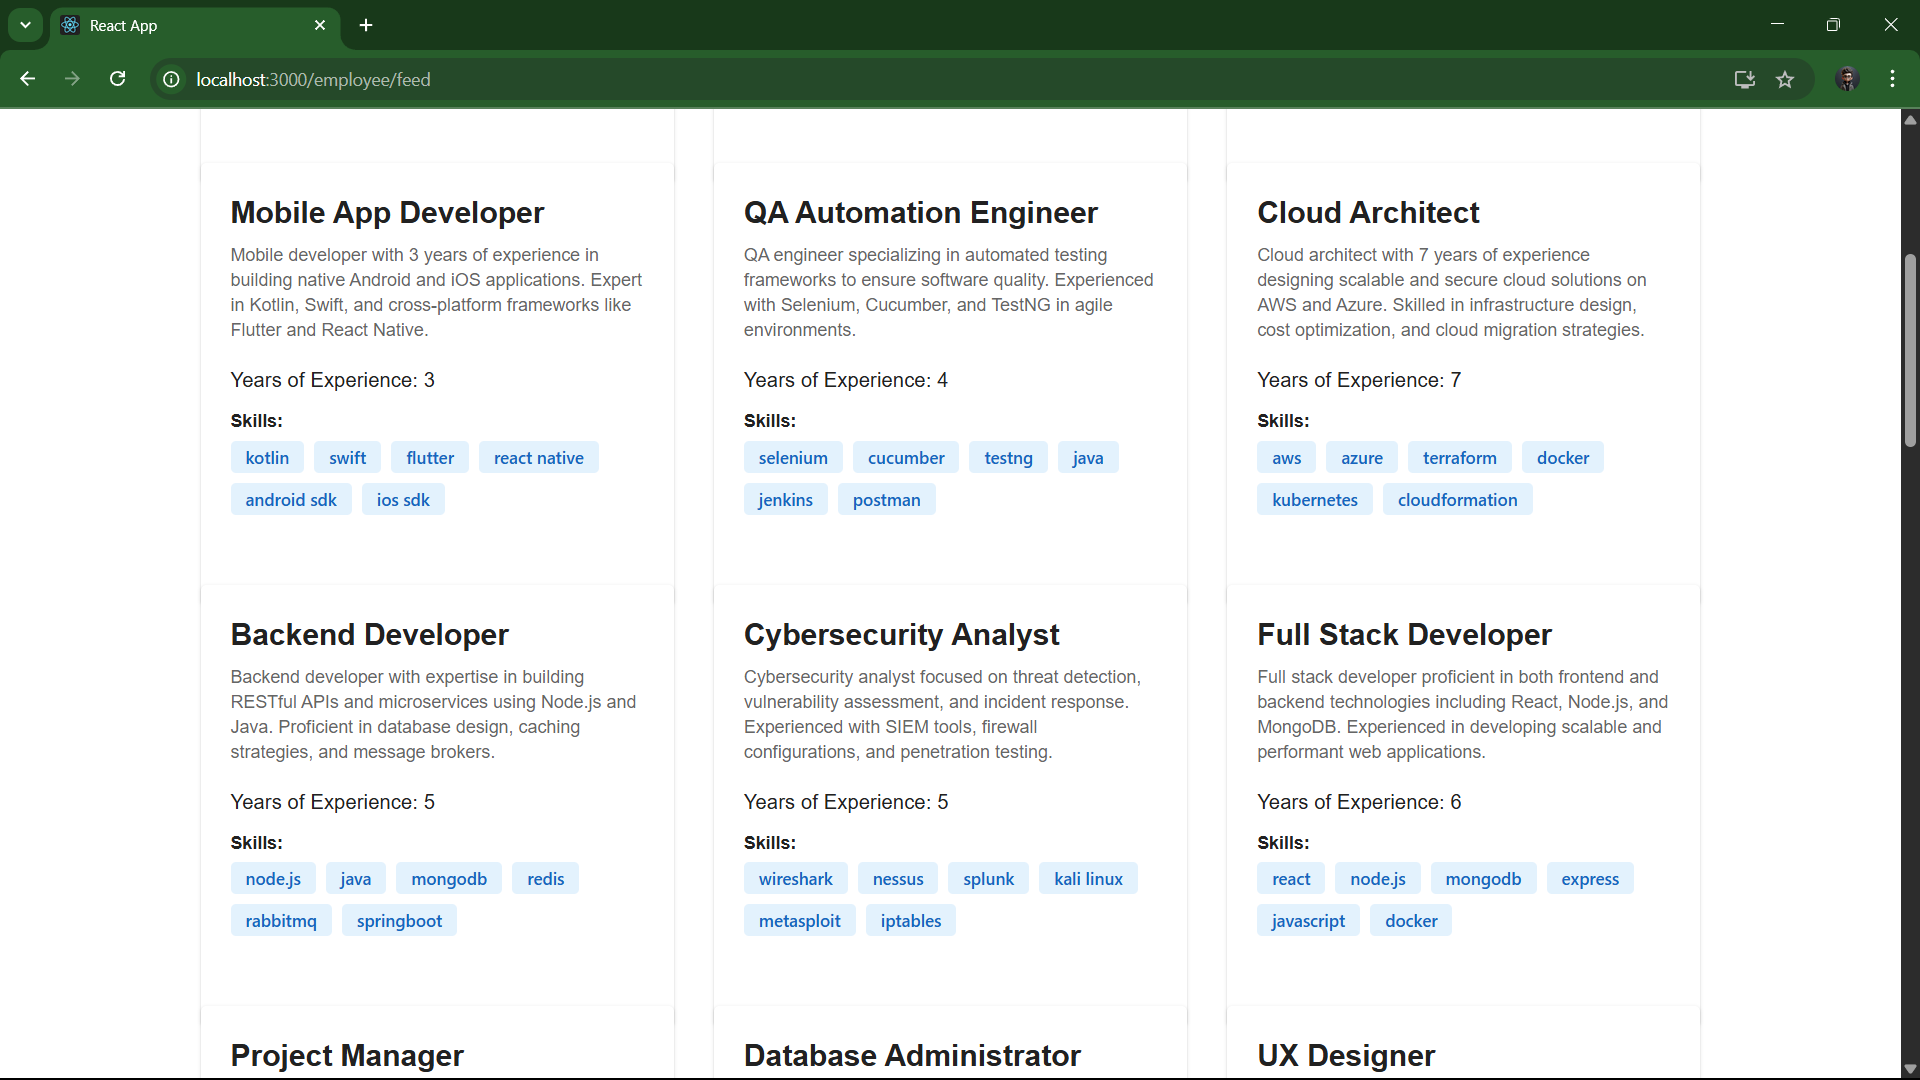 React App
localhost:3000/employee/feed
Mobile App Developer
Mobile developer with 3 years of experience in
building native Android and iOS applications. Expert
in Kotlin, Swift, and cross-platform frameworks like
Flutter and React Native.
Years of Experience: 3
Skills:
kotlin swift flutter react native
android sdk ios sdk
QA Automation Engineer
QA engineer specializing in automated testing
frameworks to ensure software quality. Experienced
with Selenium, Cucumber, and TestNG in agile
environments.
Years of Experience: 4
Skills:
selenium cucumber testng java
jenkins postman
Cloud Architect
Cloud architect with 7 years of experience
designing scalable and secure cloud solutions on
AWS and Azure. Skilled in infrastructure design,
cost optimization, and cloud migration strategies.
Years of Experience: 7
Skills:
aws azure terraform docker
kubernetes cloudformation
Backend Developer
Backend developer with expertise in building
RESTful APIs and microservices using Node.js and
Java. Proficient in database design, caching
strategies, and message brokers.
Years of Experience: 5
Skills:
node.js java mongodb redis
rabbitmq springboot
Cybersecurity Analyst
Cybersecurity analyst focused on threat detection,
vulnerability assessment, and incident response.
Experienced with SIEM tools, firewall
configurations, and penetration testing.
Years of Experience: 5
Skills:
wireshark nessus splunk kali linux
metasploit iptables
Full Stack Developer
Full stack developer proficient in both frontend and
backend technologies including React, Node.js, and
MongoDB. Experienced in developing scalable and
performant web applications.
Years of Experience: 6
Skills:
react node.js mongodb express
javascript docker
Project Manager
Database Administrator
UX Designer